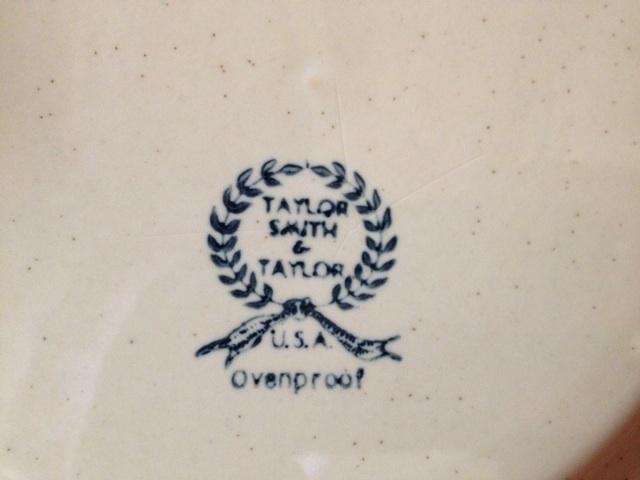 TAYLOR
SMITH
&
TAYLOR
U.S.A.
Ovenproof